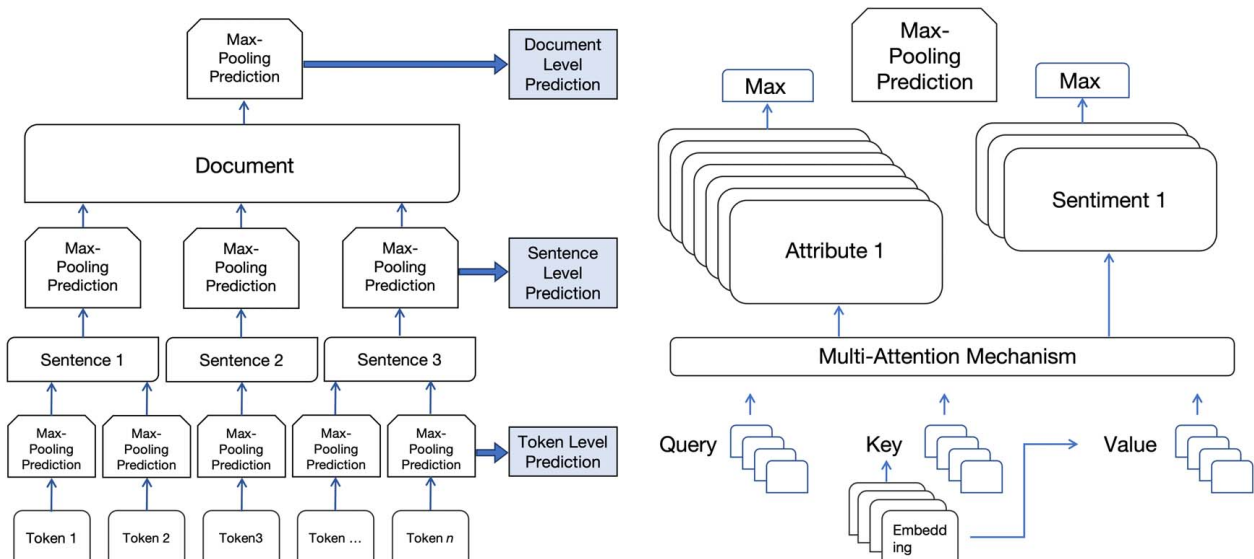 Max-
Pooling
Prediction
Document
Level
Prediction
Document
Max-
Pooling
Prediction
Max-
Pooling
Prediction
Max-
Pooling
Prediction
Sentence
Level
Prediction
Sentence 1
Sentence 2
Sentence 3
Max-
Pooling
Prediction
Max-
Pooling
Prediction
Max-
Pooling
Prediction
Max-
Pooling
Prediction
Max-
Pooling
Prediction
Token Level
Prediction
Token 1
Token 2
Token3
Token ...
Token n
Max-
Pooling
Prediction
Max
Max
Attribute 1
Sentiment 1
Multi-Attention Mechanism
Query
Key
Value
Embedd
ing